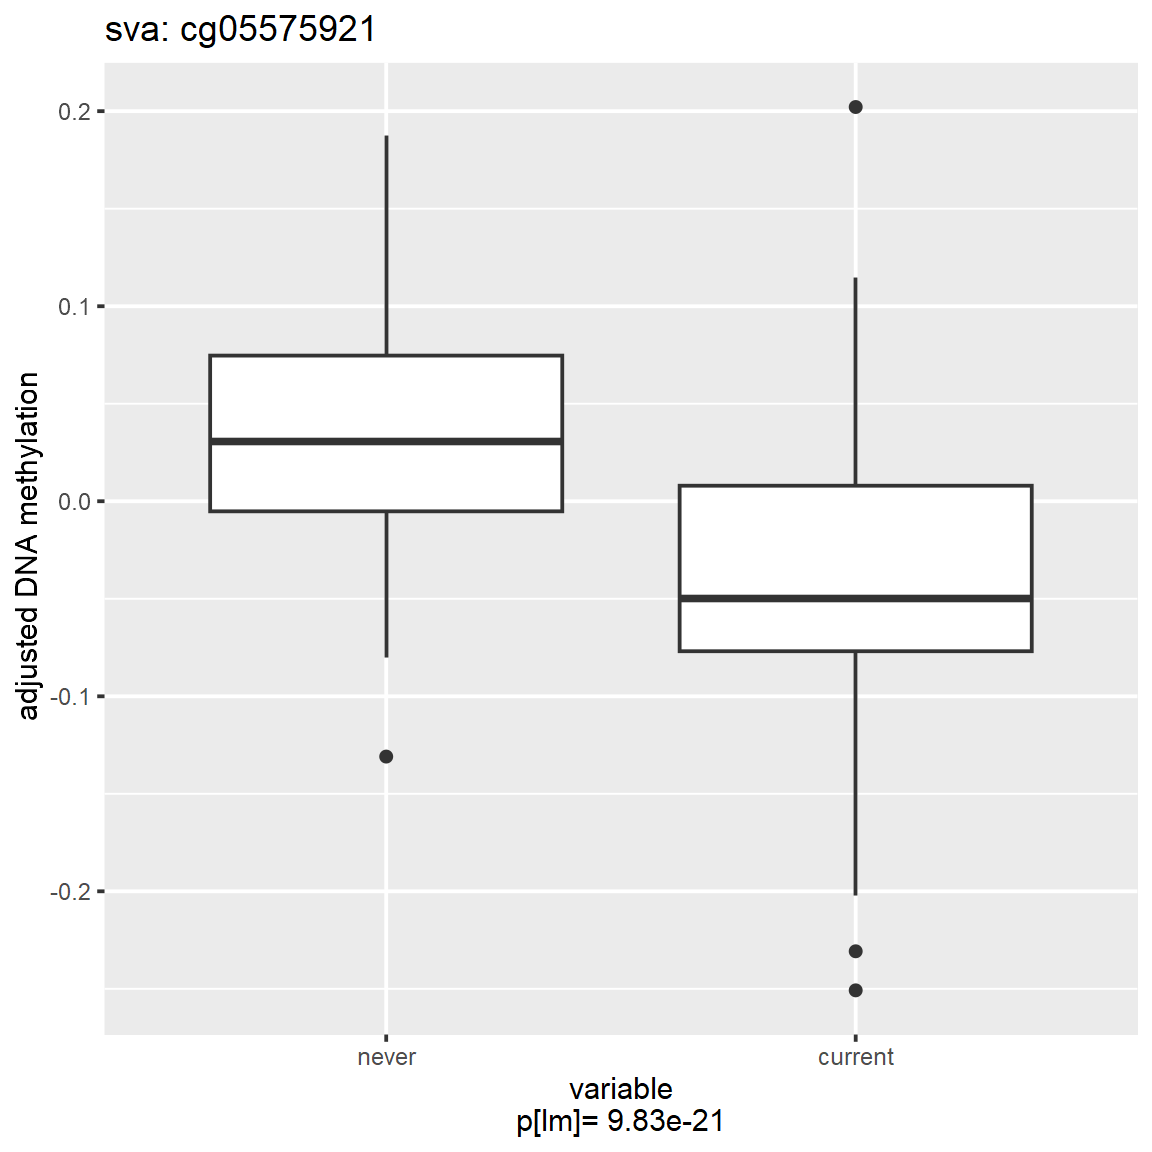 sva: cg05575921
adjusted DNA methylation
0.2
0.1
0.0
-0.1
-0.2
never current
variable
p[lm]= 9.83e-21